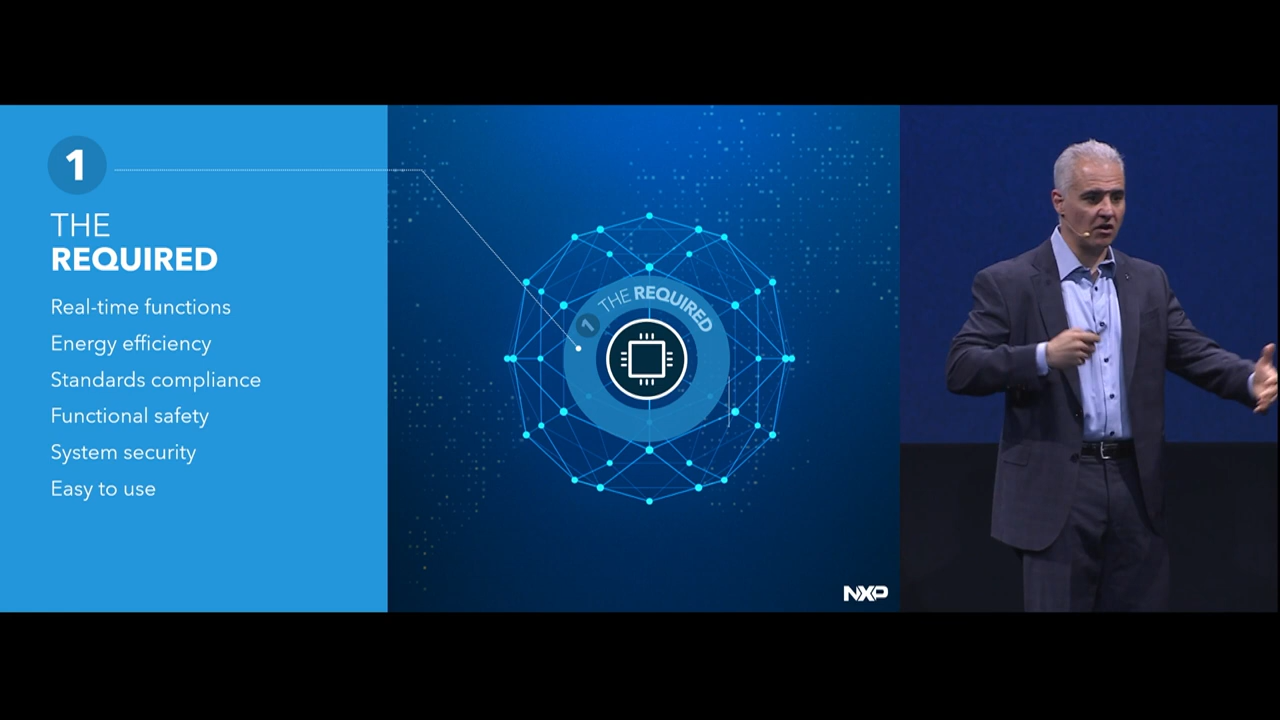 1
THE
REQUIRED
Real-time functions
Energy efficiency
Standards compliance
Functional safety
System security
Easy to use
1 THE REQUIRED
NXP